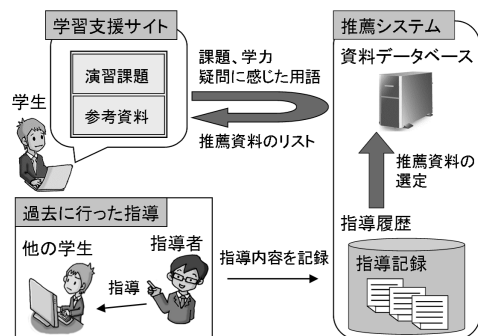 学習支援サイト
演習課題
参考資料
学生
課題、学力
疑問に感じた用語
推薦資料のリスト
推薦システム
資料データベース
推薦資料の
選定
指導履歴
指導記録
過去に行った指導
他の学生
指導者
指導
指導内容を記録